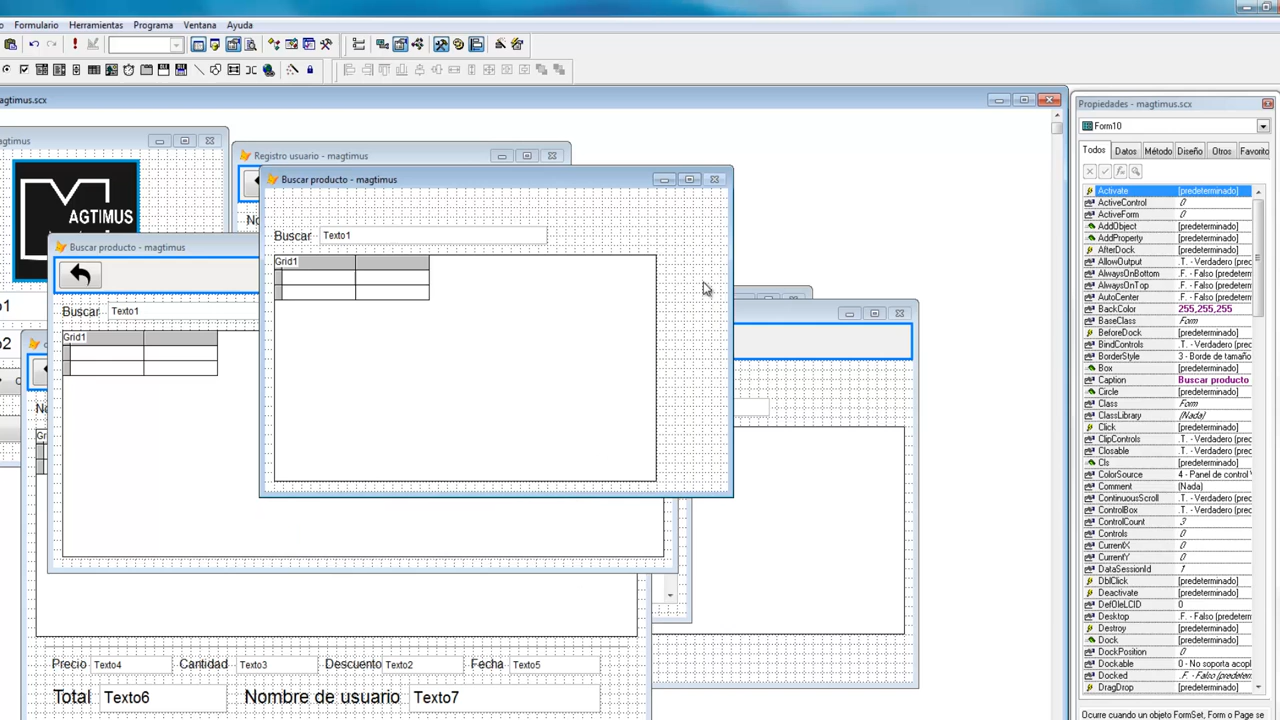 Formulario Herramientas Programa Ventana Ayuda
agtimus.scx
Propiedades - magtimus.scx
Form10
Todos Datos Método Diseño Otros Favorito
agtimus
AGTIMUS
Registro usuario - magtimus
Buscar producto - magtimus
Buscar Texto1
Grid1
Buscar producto - magtimus
Buscar Texto1
Grid1
Precio Texto4 Cantidad Texto3 Descuento Texto2 Fecha Texto5
Total Texto6 Nombre de usuario Texto7
Activate [predeterminado]
ActiveControl 0
ActiveForm 0
AddObject [predeterminado]
AddProperty [predeterminado]
AfterDock [predeterminado]
AllowOutput .T. - Verdadero (prec
AlwaysOnBottom .F. - Falso (predeterm
AlwaysOnTop .F. - Falso (predeterm
AutoCenter .F. - Falso (predeterm
BackColor 255,255,255
BaseClass Form
BeforeDock [predeterminado]
BindControls .T. - Verdadero (prec
BorderStyle 3 - Borde de tamaño
Box [predeterminado]
Caption Buscar producto
Circle [predeterminado]
Class Form
ClassLibrary (Nada)
Click [predeterminado]
ClipControls .T. - Verdadero (prec
Closable .T. - Verdadero (prec
Cls [predeterminado]
ColorSource 4 - Panel de control
Comment (Nada)
ContinuousScroll .T. - Verdadero (prec
ControlBox .T. - Verdadero (prec
ControlCount 3
Controls 0
CurrentX 0
CurrentY 0
DataSessionId 1
DblClick [predeterminado]
Deactivate [predeterminado]
DefOleLCID 0
Desktop .F. - Falso (predeterm
Destroy [predeterminado]
Dock [predeterminado]
DockPosition 0
Dockable 0 - No soporta acopl
Docked .F. - Falso (predeterm
DragDrop [predeterminado]
Ocurre cuando un objeto FormSet, Form o Page se